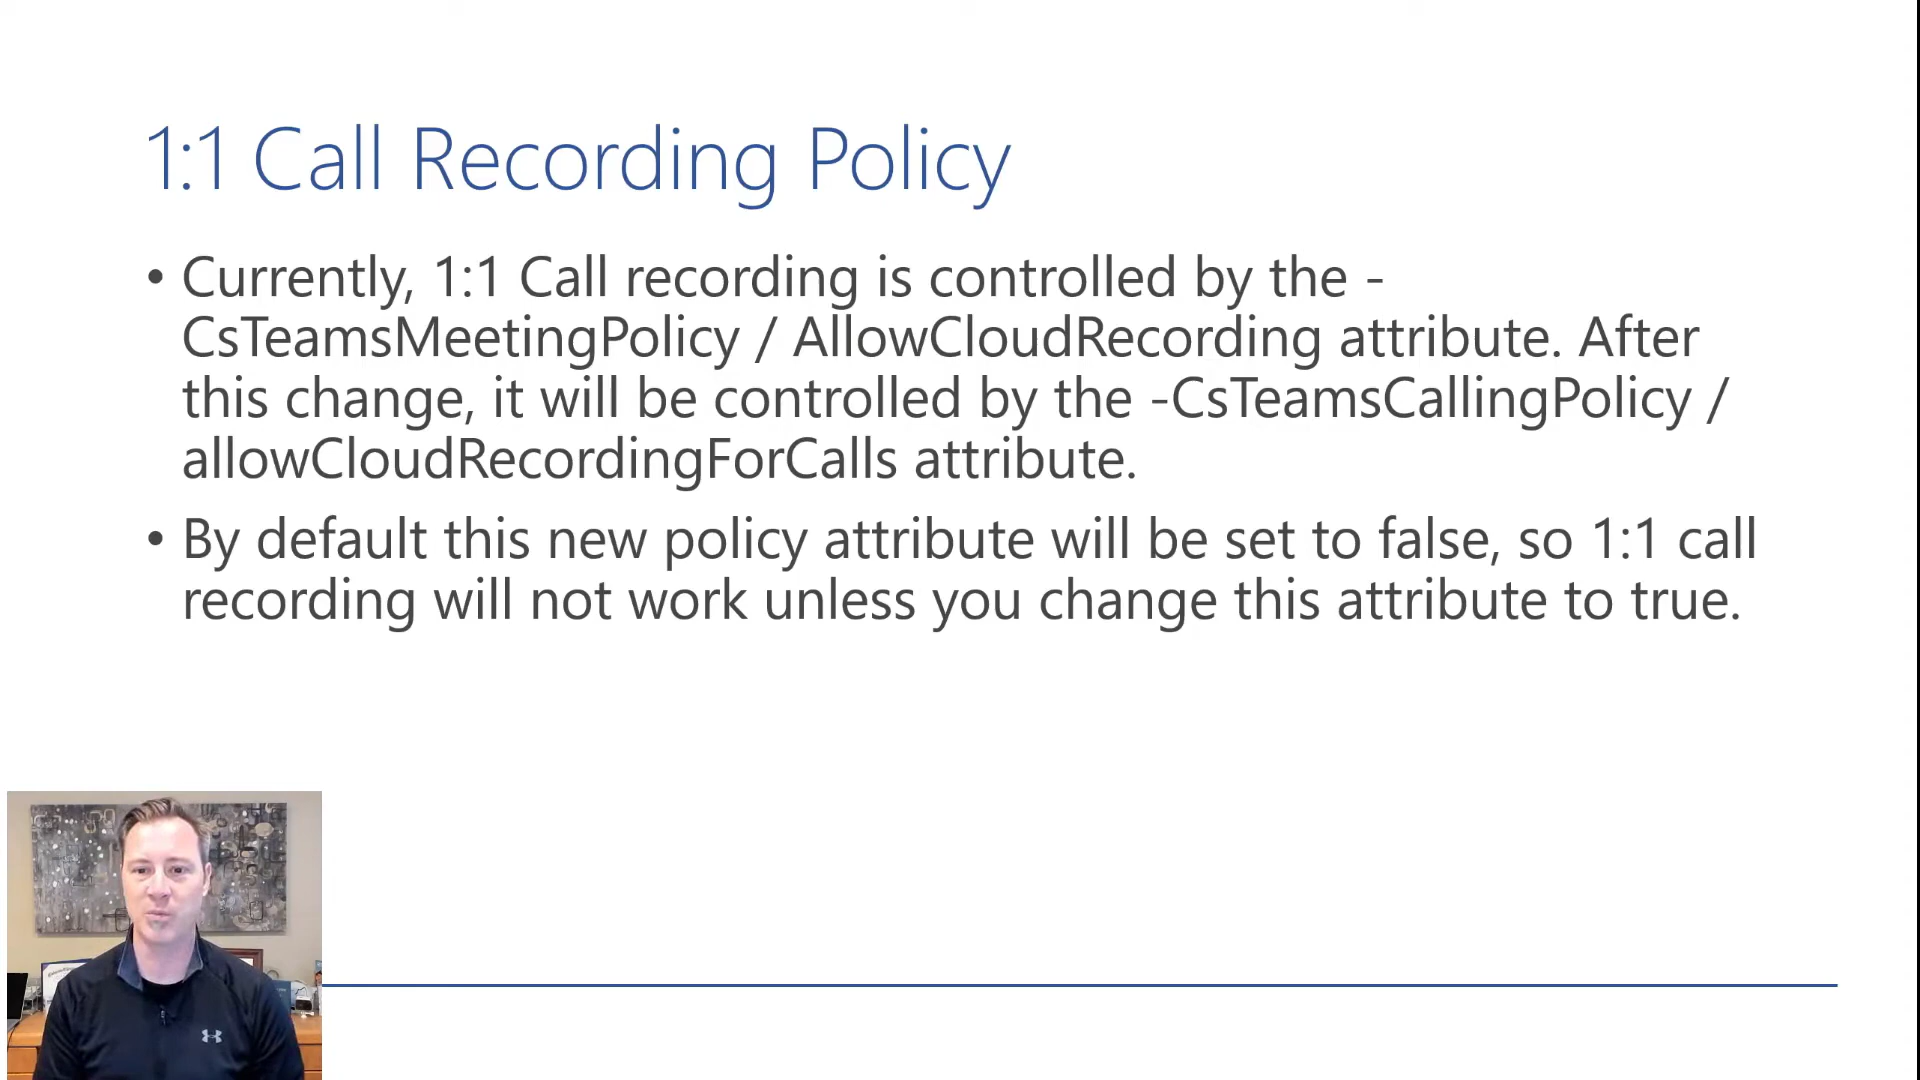 1:1 Call Recording Policy
• Currently, 1:1 Call recording is controlled by the -
CsTeamsMeetingPolicy / AllowCloudRecording attribute. After
this change, it will be controlled by the -CsTeamsCallingPolicy /
allowCloudRecordingForCalls attribute.
• By default this new policy attribute will be set to false, so 1:1 call
recording will not work unless you change this attribute to true.